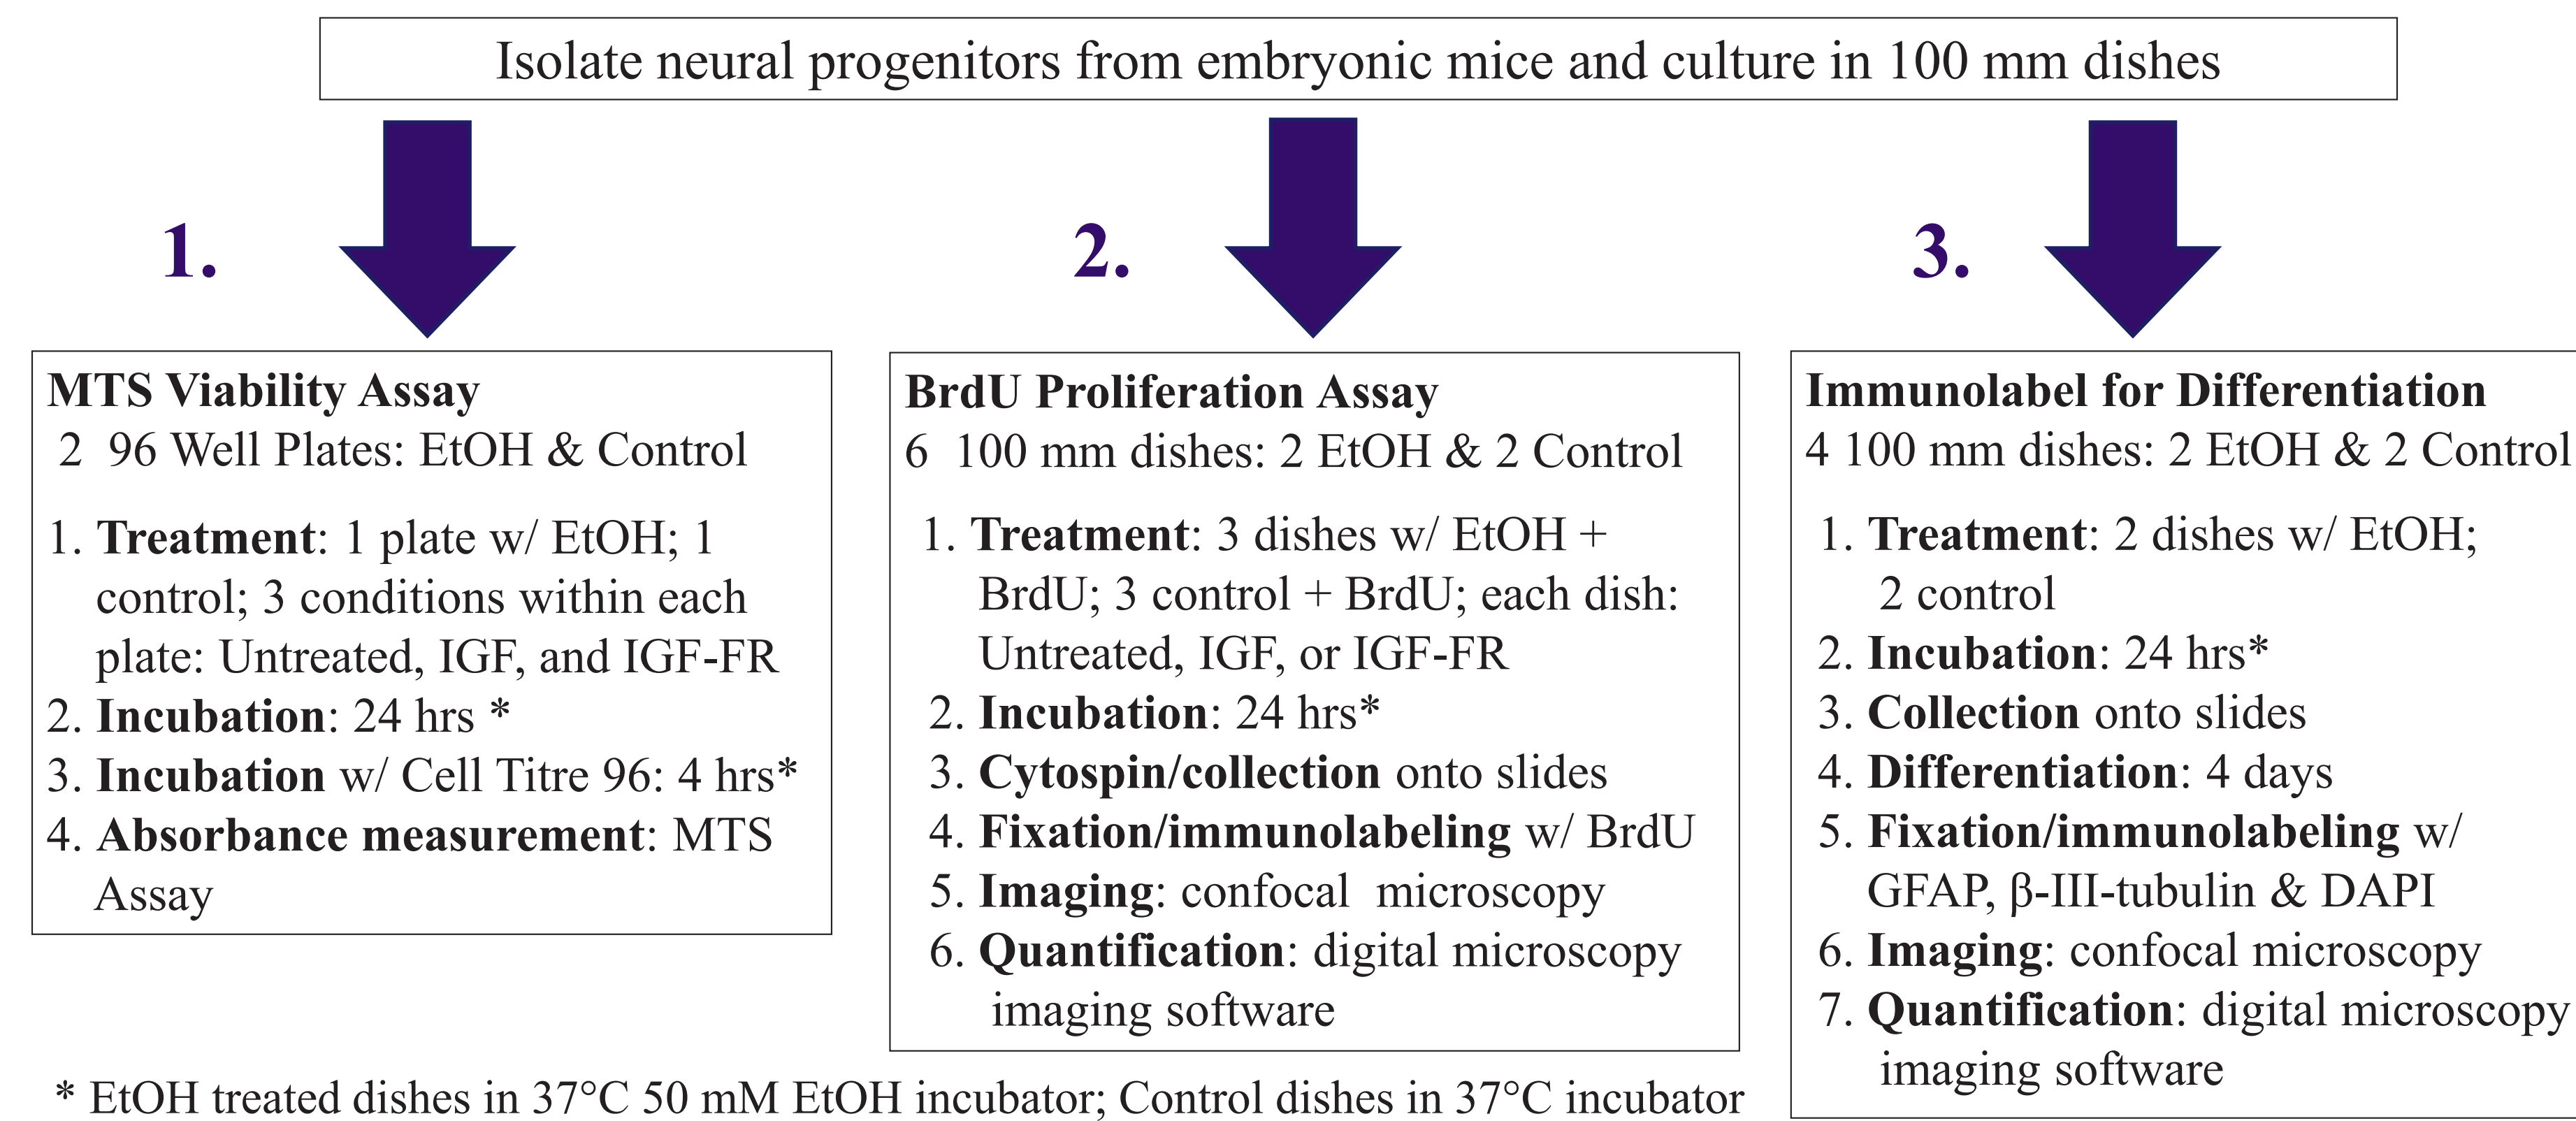 Isolate neural progenitors from embryonic mice and culture in 100 mm dishes
1.
MTS Viability Assay
2 96 Well Plates: EtOH & Control
1. Treatment: 1 plate w/ EtOH; 1
control; 3 conditions within each
plate: Untreated, IGF, and IGF-FR
2. Incubation: 24 hrs *
3. Incubation w/ Cell Titre 96: 4 hrs*
4. Absorbance measurement: MTS
Assay
2.
BrdU Proliferation Assay
6 100 mm dishes: 2 EtOH & 2 Control
1. Treatment: 3 dishes w/ EtOH +
BrdU; 3 control + BrdU; each dish:
Untreated, IGF, or IGF-FR
2. Incubation: 24 hrs*
3. Cytospin/collection onto slides
4. Fixation/immunolabeling w/ BrdU
5. Imaging: confocal microscopy
6. Quantification: digital microscopy
imaging software
3.
Immunolabel for Differentiation
4 100 mm dishes: 2 EtOH & 2 Control
1. Treatment: 2 dishes w/ EtOH;
2 control
2. Incubation: 24 hrs*
3. Collection onto slides
4. Differentiation: 4 days
5. Fixation/immunolabeling w/
GFAP, β-III-tubulin & DAPI
6. Imaging: confocal microscopy
7. Quantification: digital microscopy
imaging software
* EtOH treated dishes in 37°C 50 mM EtOH incubator; Control dishes in 37°C incubator